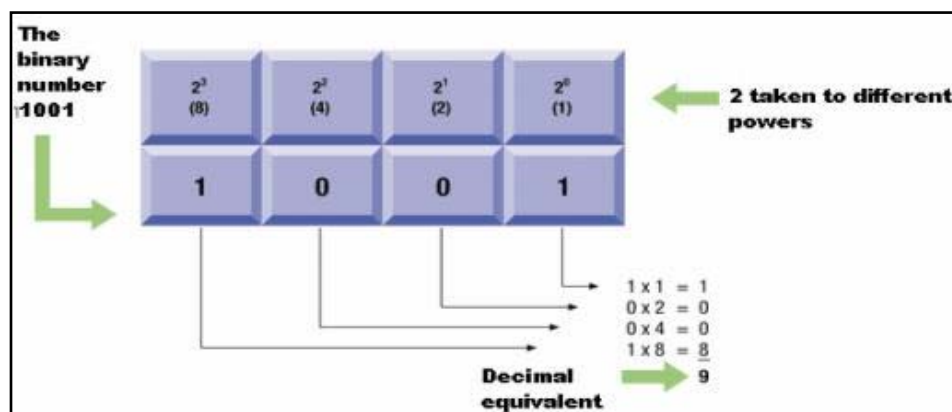 The
binary
number
1001
2³ 2² 2¹ 2⁰
(8) (4) (2) (1)
2 taken to different
powers
1 0 0 1
1 x 1 = 1
0 x 2 = 0
0 x 4 = 0
1 x 8 = 8
9
Decimal
equivalent